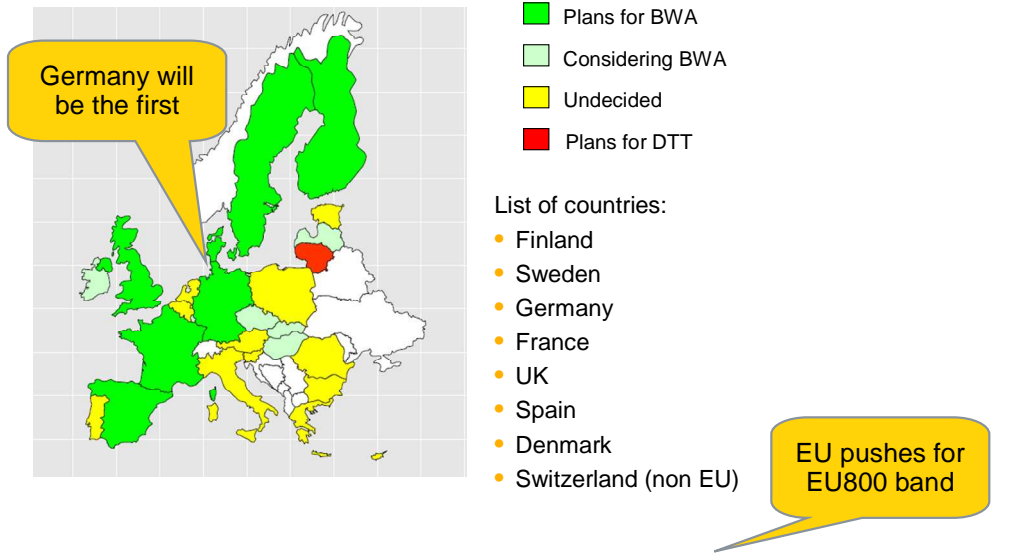 Germany will
be the first
Plans for BWA
Considering BWA
Undecided
Plans for DTT
List of countries:
• Finland
• Sweden
• Germany
• France
• UK
• Spain
• Denmark
• Switzerland (non EU)
EU pushes for
EU800 band